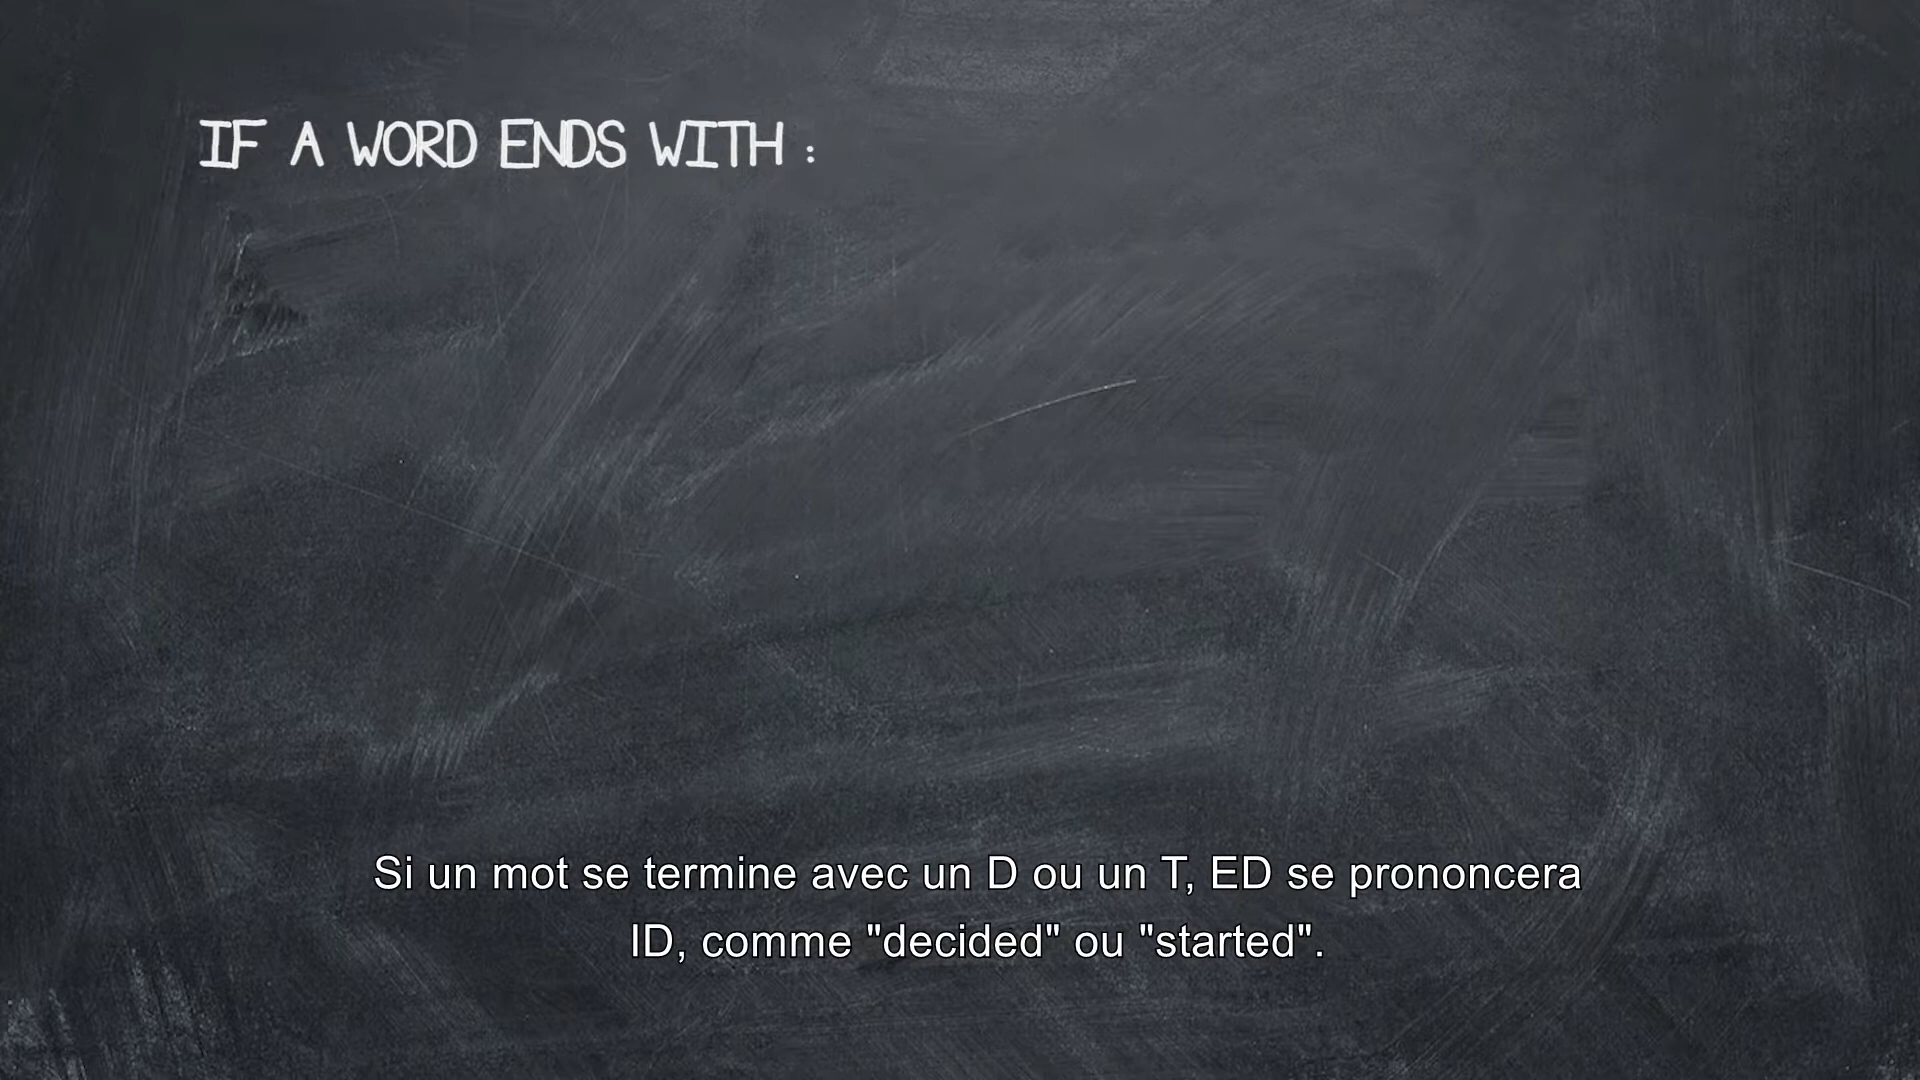 IF A WORD ENDS WITH :
Si un mot se termine avec un D ou un T, ED se prononcera
ID, comme "decided" ou "started".